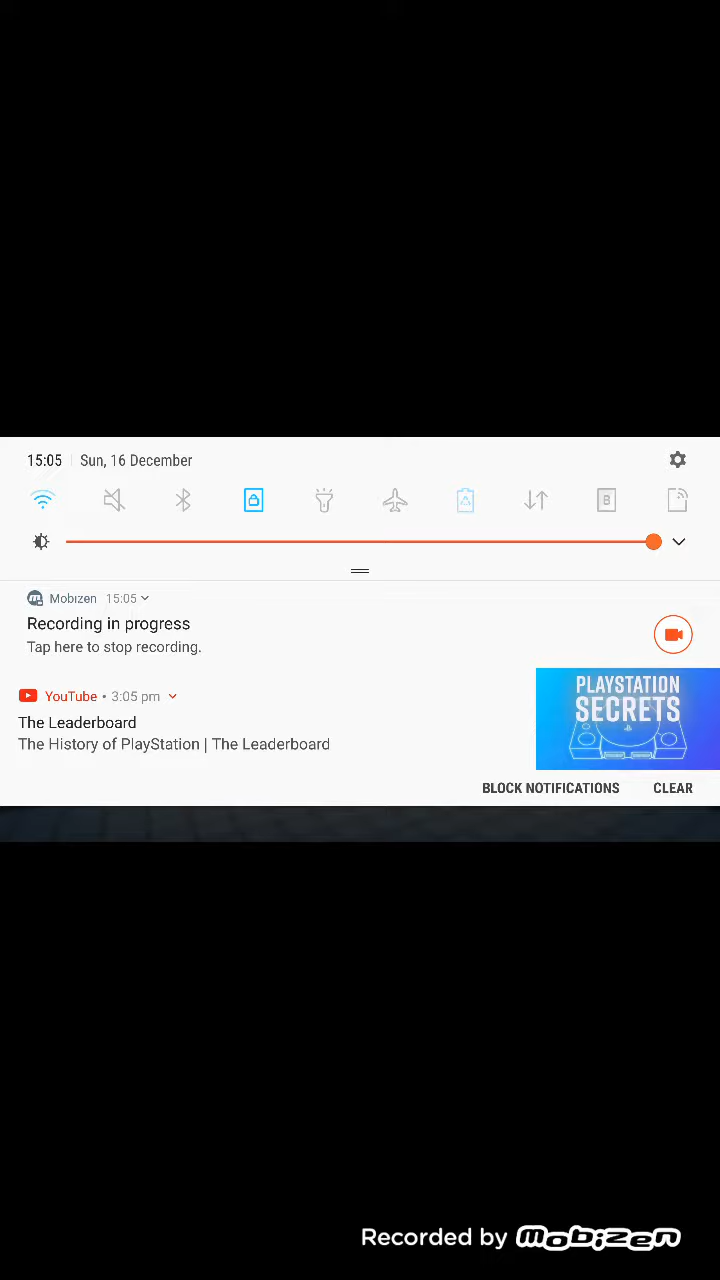 15:05 | Sun, 16 December
B
Mobizen 15:05
Recording in progress
Tap here to stop recording.
YouTube • 3:05 pm
The Leaderboard
The History of PlayStation | The Leaderboard
PLAYSTATION
SECRETS
BLOCK NOTIFICATIONS CLEAR
Recorded by mobizen